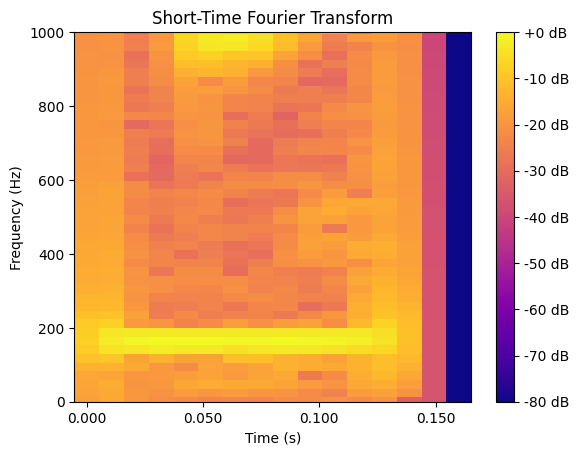 Short-Time Fourier Transform
Frequency (Hz)
1000
800
600
400
200
0
0.000
0.050
0.100
0.150
Time (s)
+0 dB
-10 dB
-20 dB
-30 dB
-40 dB
-50 dB
-60 dB
-70 dB
-80 dB